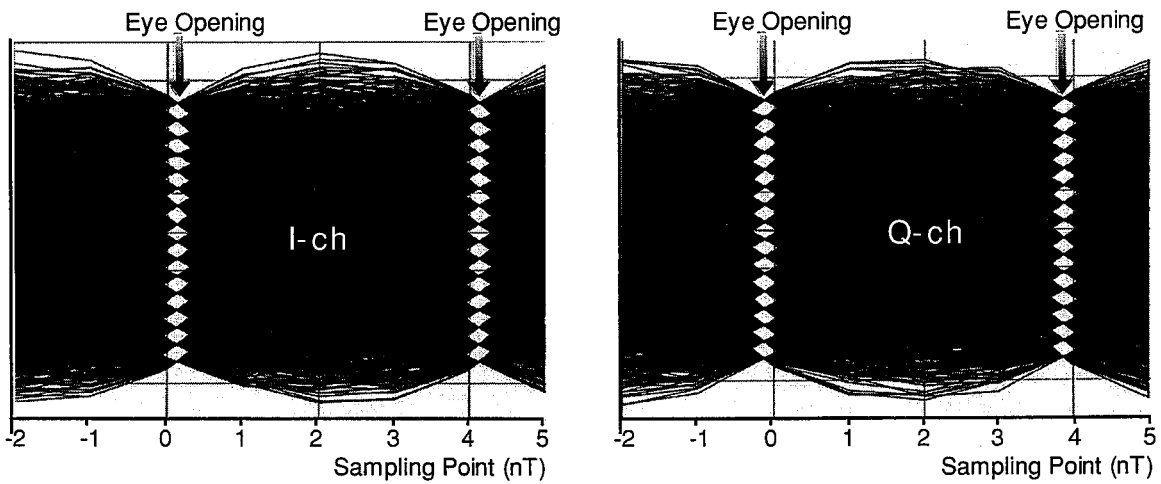 Eye Opening Eye Opening
I-ch
-2 -1 0 1 2 3 4 5
Sampling Point (nT)
Eye Opening Eye Opening
Q-ch
-2 -1 0 1 2 3 4 5
Sampling Point (nT)